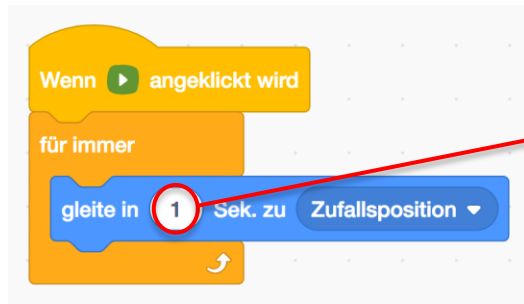 Wenn angeklickt wird
für immer
gleite in 1 Sek. zu Zufallsposition